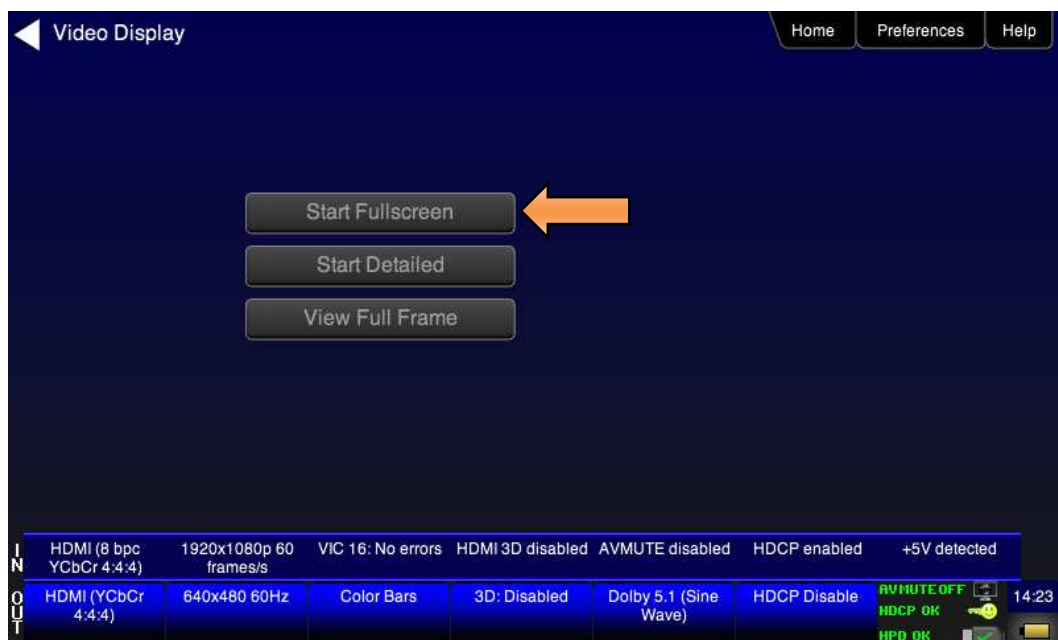 Video Display
Home
Preferences
Help
Start Fullscreen
Start Detailed
View Full Frame
IN
HDMI (8 bpc
YCbCr 4:4:4)
1920x1080p 60
frames/s
VIC 16: No errors
HDMI 3D disabled
AVMUTE disabled
HDCP enabled
+5V detected
OUT
HDMI (YCbCr
4:4:4)
640x480 60Hz
Color Bars
3D: Disabled
Dolby 5.1 (Sine
Wave)
HDCP Disable
AVMUTE OFF
HDCP OK
HPD OK
14:23